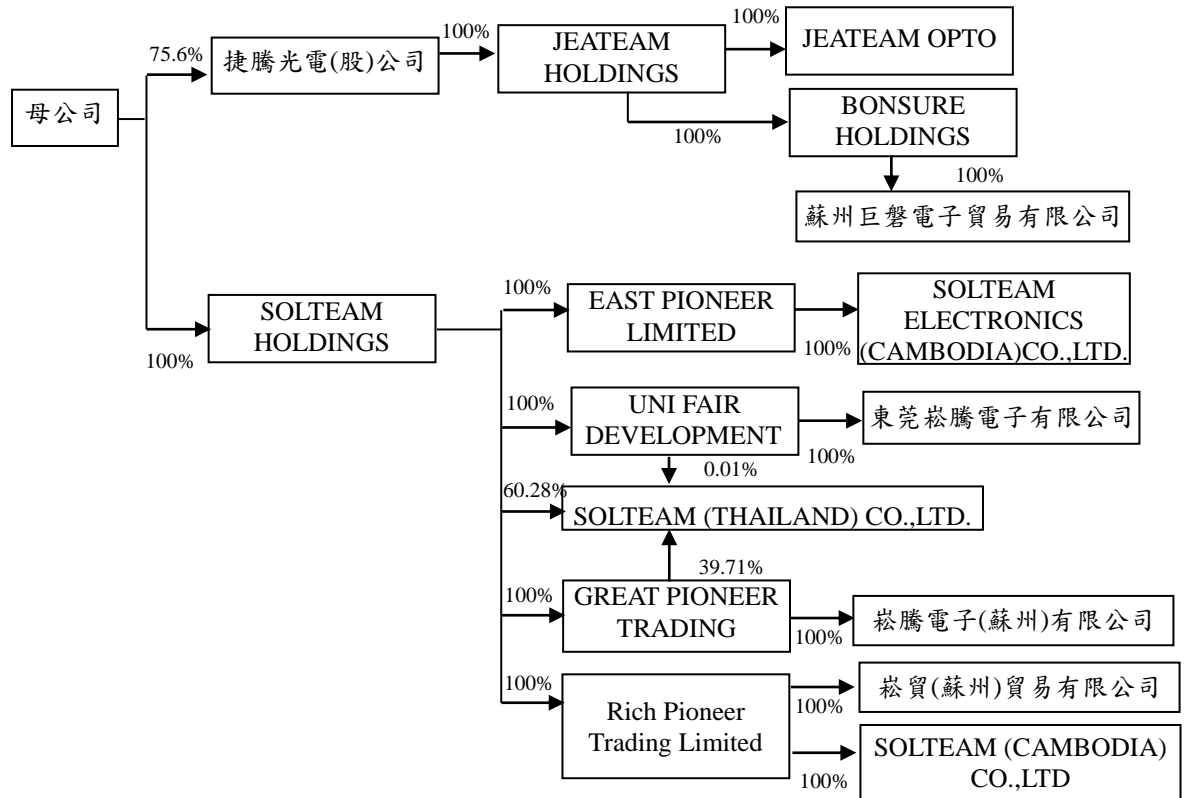 100%
100%
JEATEAM
HOLDINGS
JEATEAM OPTO
75.6%
捷騰光電(股)公司
母公司
100%
BONSURE
HOLDINGS
100%
蘇州巨磐電子貿易有限公司
SOLTEAM
HOLDINGS
100%
100%
EAST PIONEER
LIMITED
100%
SOLTEAM
ELECTRONICS
(CAMBODIA)CO.,LTD.
100%
UNI FAIR
DEVELOPMENT
100%
東莞崧騰電子有限公司
0.01%
60.28%
SOLTEAM (THAILAND) CO.,LTD.
39.71%
100%
GREAT PIONEER
TRADING
100%
崧騰電子(蘇州)有限公司
100%
Rich Pioneer
Trading Limited
100%
崧貿(蘇州)貿易有限公司
100%
SOLTEAM (CAMBODIA)
CO.,LTD